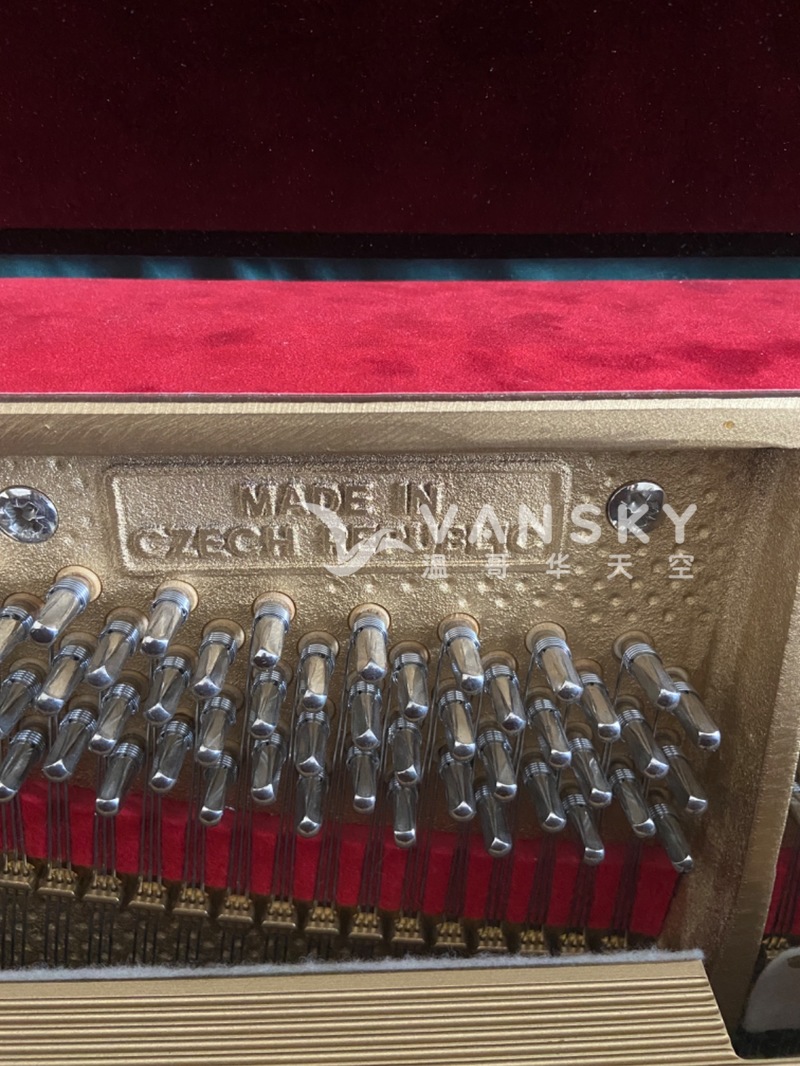 MADE IN
CZECH REPUBLIC
VANSKY
温哥华天空